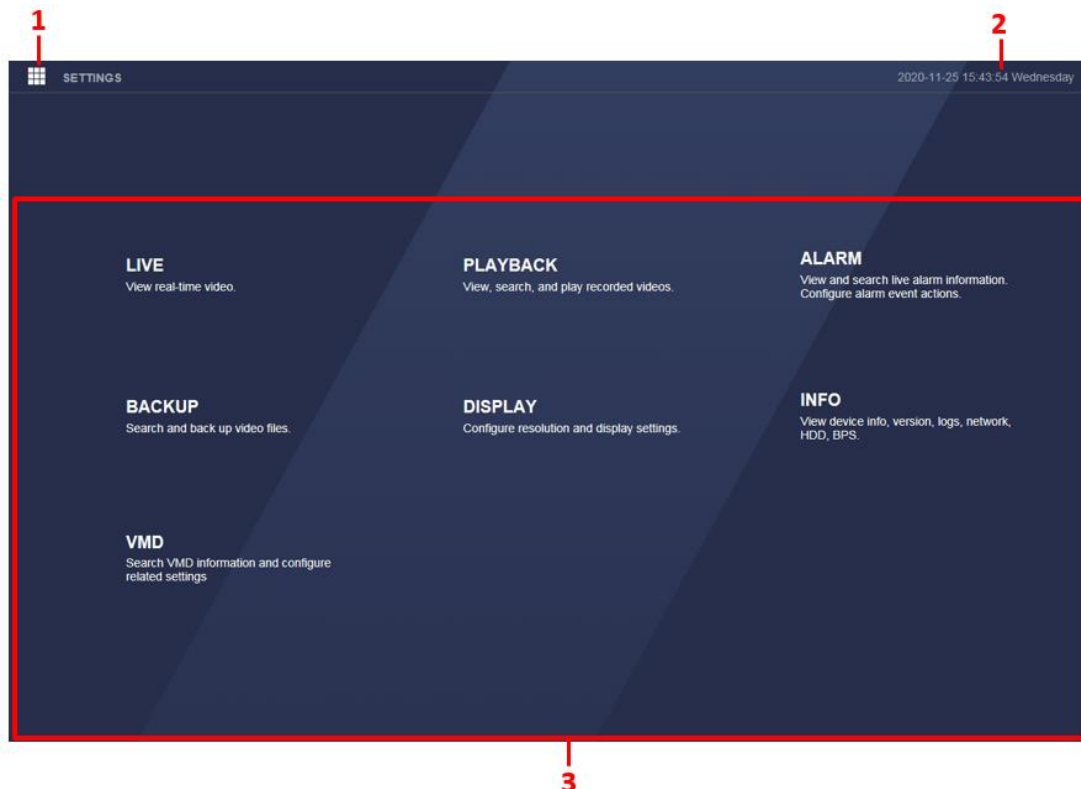 1
2
SETTINGS
2020-11-25 15:43:54 Wednesday
LIVE
View real-time video.
PLAYBACK
View, search, and play recorded videos.
ALARM
View and search live alarm information.
Configure alarm event actions.
BACKUP
Search and back up video files.
DISPLAY
Configure resolution and display settings.
INFO
View device info, version, logs, network,
HDD, BPS.
VMD
Search VMD information and configure
related settings
3